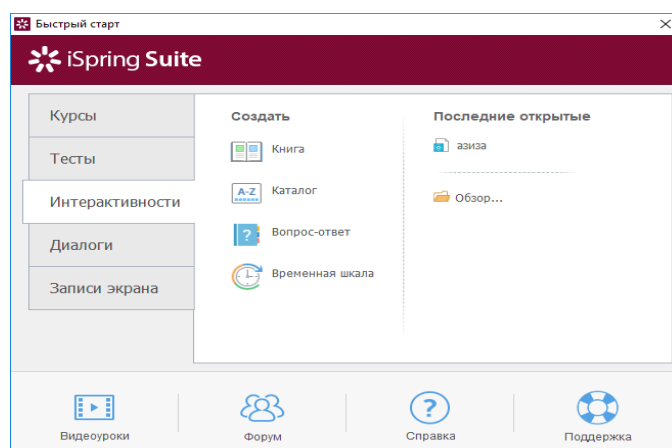 Быстрый старт
iSpring Suite
Курсы
Тесты
Интерактивности
Диалоги
Записи экрана
Создать
Книга
A-Z
Каталог
?
Вопрос-ответ
Временная шкала
Последние открытые
азиза
Обзор...
Видеоуроки
Форум
?
Справка
Поддержка